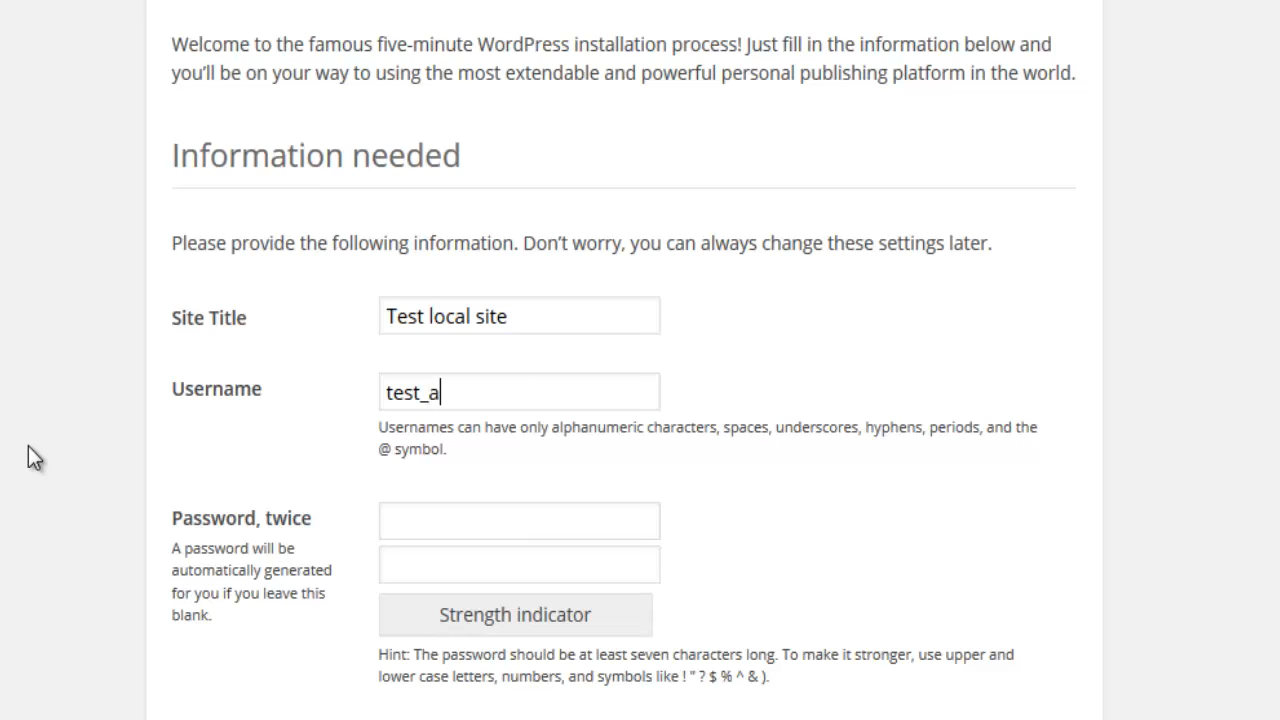 Welcome to the famous five-minute WordPress installation process! Just fill in the information below and
you’ll be on your way to using the most extendable and powerful personal publishing platform in the world.
Information needed
Please provide the following information. Don’t worry, you can always change these settings later.
Site Title
Test local site
Username
test_a
Usernames can have only alphanumeric characters, spaces, underscores, hyphens, periods, and the
@ symbol.
Password, twice
A password will be
automatically generated
for you if you leave this
blank.
Strength indicator
Hint: The password should be at least seven characters long. To make it stronger, use upper and
lower case letters, numbers, and symbols like ! " ? $ % ^ & ).